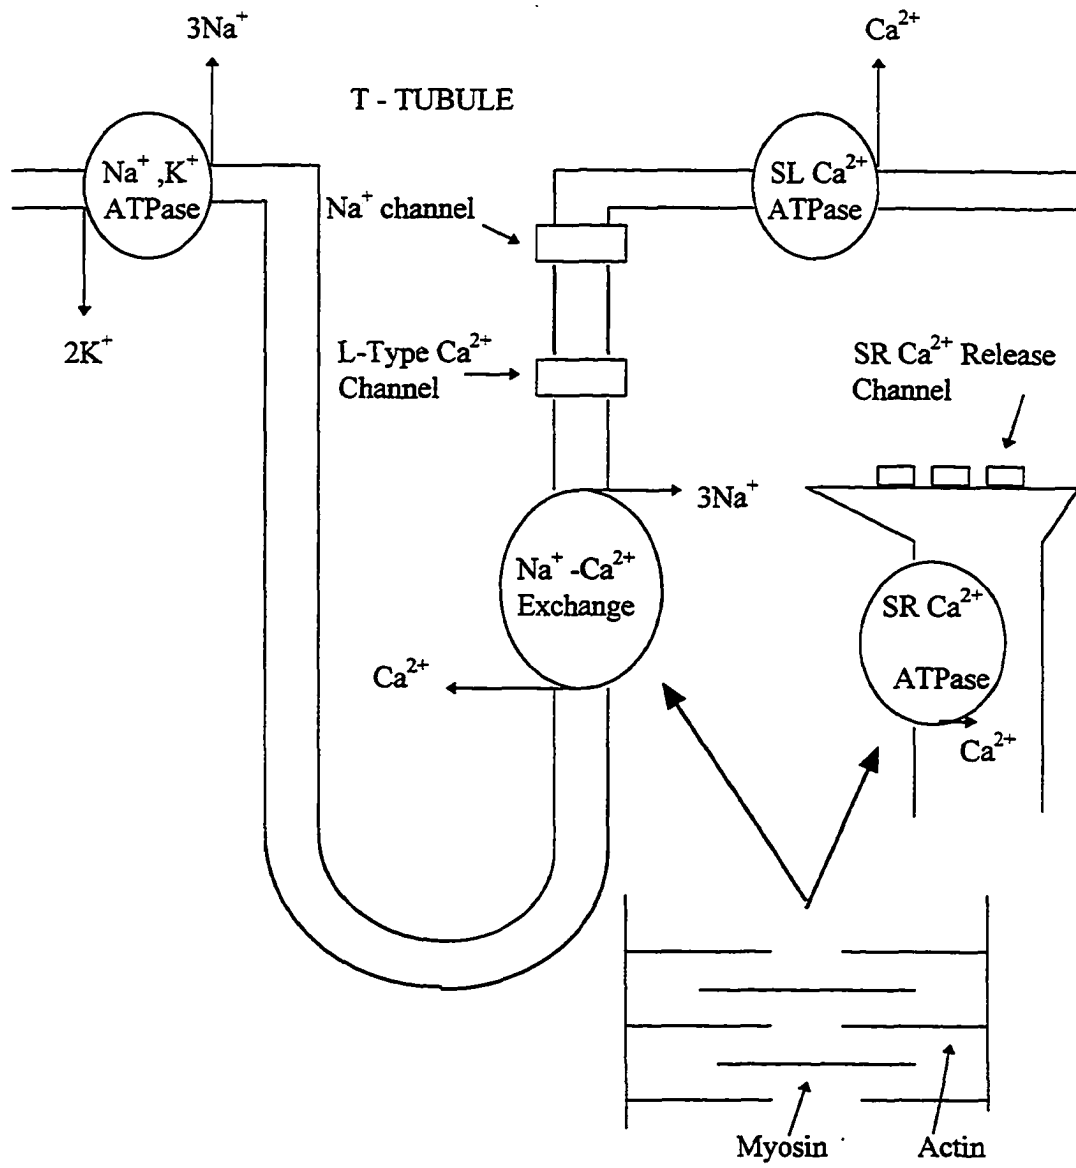 3Na⁺
Ca²⁺
T - TUBULE
Na⁺ ,K⁺
ATPase
SL Ca²⁺
ATPase
Na⁺ channel
2K⁺
L-Type Ca²⁺
Channel
SR Ca²⁺ Release
Channel
3Na⁺
Na⁺ -Ca²⁺
Exchange
SR Ca²⁺
ATPase
Ca²⁺
Ca²⁺
Myosin
Actin